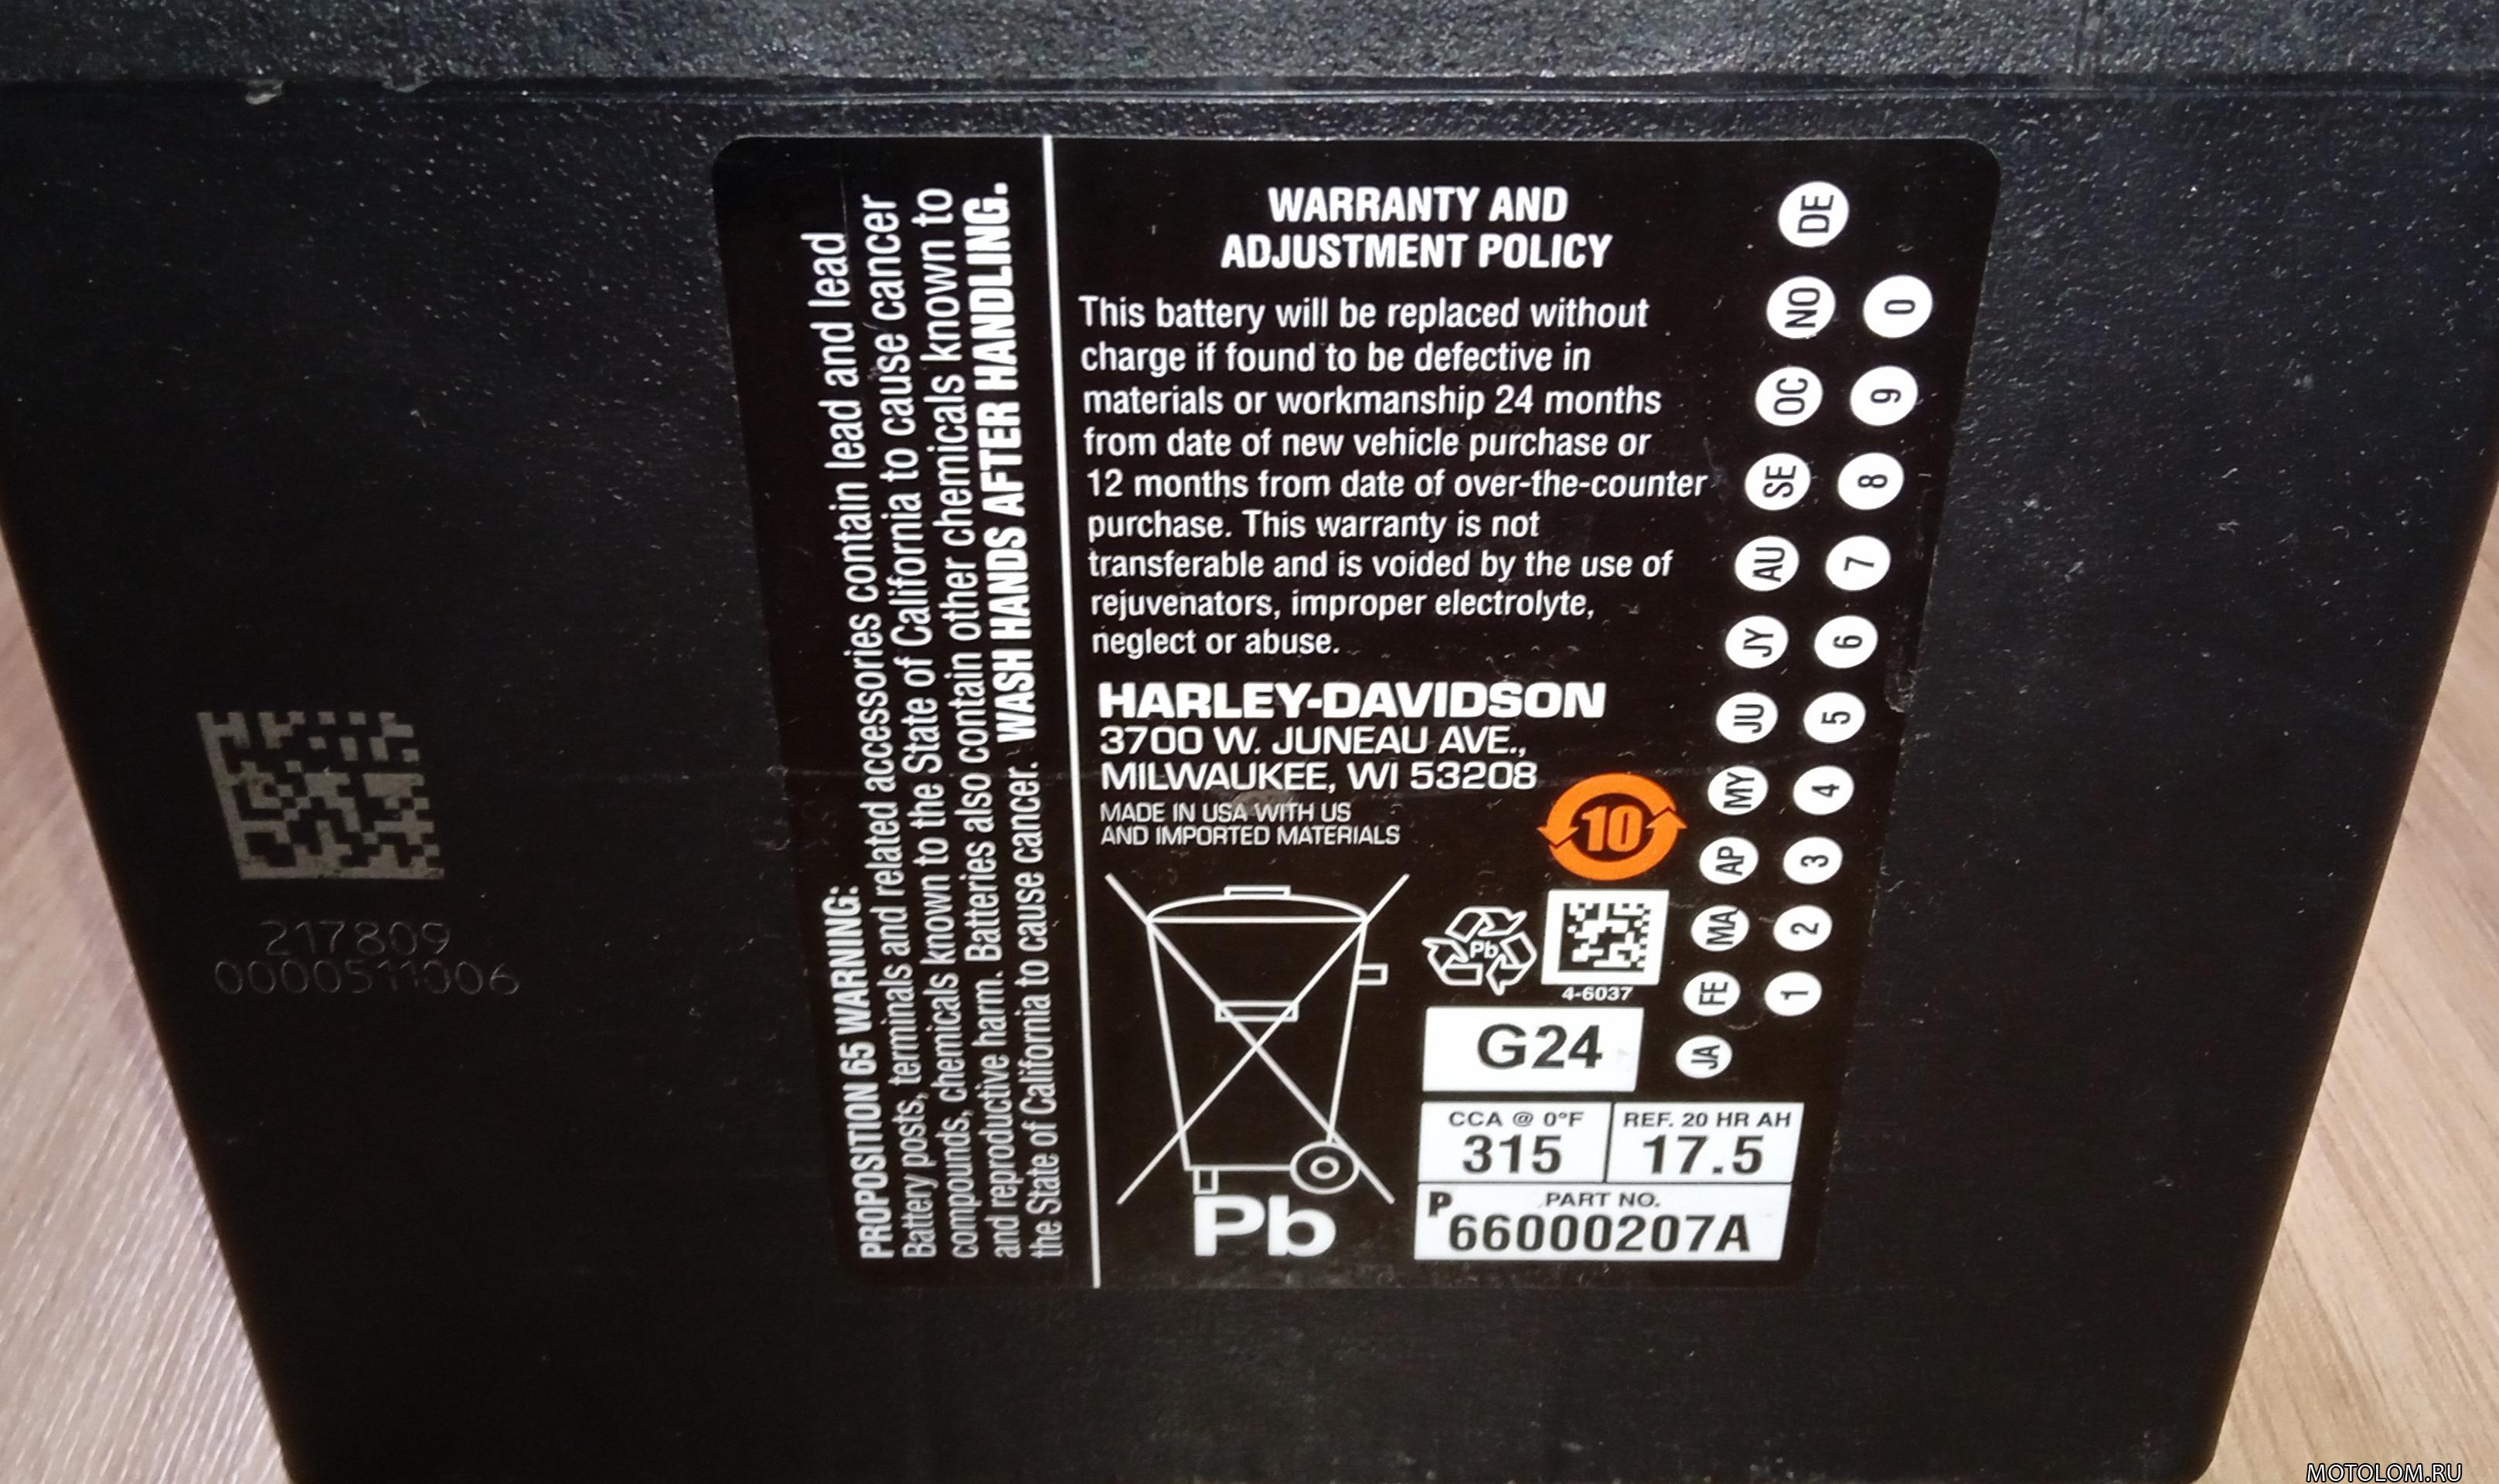 PROPOSITION 65 WARNING:
Battery posts, terminals and related accessories contain lead and lead
compounds, chemicals known to the State of California to cause cancer
and reproductive harm. Batteries also contain other chemicals known to
the State of California to cause cancer. WASH HANDS AFTER HANDLING.
WARRANTY AND
ADJUSTMENT POLICY
This battery will be replaced without
charge if found to be defective in
materials or workmanship 24 months
from date of new vehicle purchase or
12 months from date of over-the-counter
purchase. This warranty is not
transferable and is voided by the use of
rejuvenators, improper electrolyte,
neglect or abuse.
HARLEY-DAVIDSON
3700 W. JUNEAU AVE.,
MILWAUKEE, WI 53208
MADE IN USA WITH US
AND IMPORTED MATERIALS
10
Pb
4-6037
G24
CCA @ 0°F
315
REF. 20 HR AH
17.5
P
PART NO.
66000207A
Pb
JA FE MA AP MY JU JY AU SE OC NO DE
1 2 3 4 5 6 7 8 9 0
217809
0000511006
MOTOLOM.RU